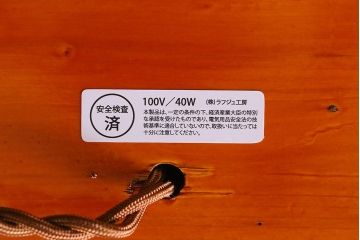 安全検査
済
100V／40W （株）ラフジュ工房
本製品は、一定の条件の下、経済産業大臣の特別
な承認を受けたものであり、電気用品安全法の技
術基準に適合していないので、取扱いに当たっては
十分に注意してください。